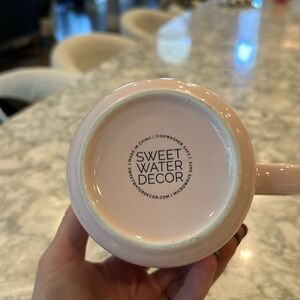 MADE IN CHINA | DISHWASHER SAFE |
SWEET
WATER
DECOR
SWEETWATERDECOR.COM | MICROWAVE SAFE |